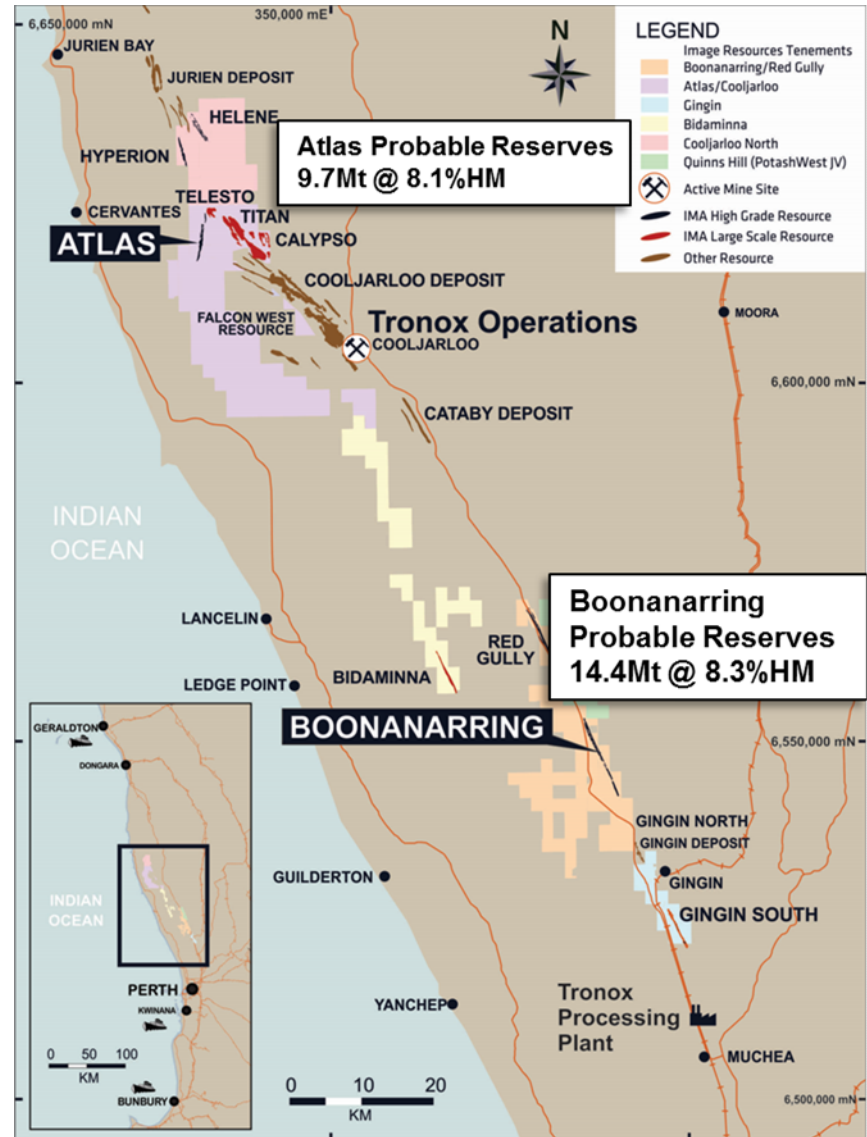 6,650,000 mN
350,000 mE
JURIEN BAY
JURIEN DEPOSIT
N
LEGEND
Image Resources Tenements
Boonanarring/Red Gully
Atlas/Cooljarloo
Gingin
Bidaminna
Cooljarloo North
Quinns Hill (PotashWest JV)
Active Mine Site
IMA High Grade Resource
IMA Large Scale Resource
Other Resource
HELENE
HYPERION
Atlas Probable Reserves
9.7Mt @ 8.1%HM
TELESTO
CERVANTES
TITAN
ATLAS
CALYPSO
COOLJARLOO DEPOSIT
FALCON WEST
RESOURCE
Tronox Operations
COOLJARLOO
MOORA
6,600,000 mN
CATABY DEPOSIT
INDIAN
OCEAN
LANCELIN
RED
GULLY
Boonanarring
Probable Reserves
14.4Mt @ 8.3%HM
BIDAMINNA
LEDGE POINT
BOONANARRING
6,550,000 mN
GINGIN NORTH
GINGIN DEPOSIT
GINGIN
GUILDERTON
GINGIN SOUTH
YANCHEP
Tronox
Processing
Plant
MUCHEA
6,500,000 mN
0 10 20
KM
GERALDTON
DONGARA
INDIAN
OCEAN
PERTH
KWINANA
0 50 100
KM
BUNBURY